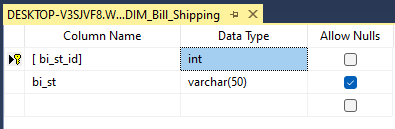 DESKTOP-V3SJVF8.W...DIM_Bill_Shipping
Column Name Data Type Allow Nulls
[ bi_st_id] int
bi_st varchar(50)